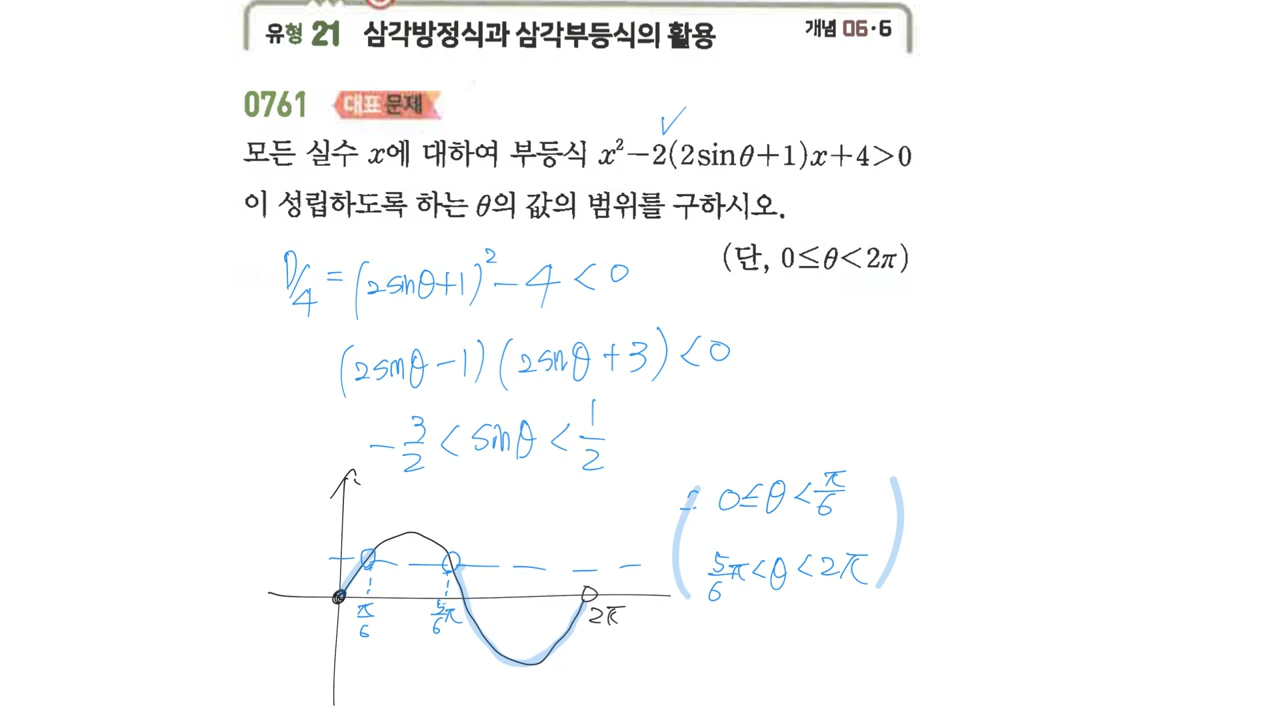 유형 21 삼각방정식과 삼각부등식의 활용 개념 06·6
0761 대표 문제
모든 실수 x에 대하여 부등식 x²-2(2sinθ+1)x+4>0
이 성립하도록 하는 θ의 값의 범위를 구하시오.
(단, 0≤θ<2π)
D/4 = (2sinθ+1)² - 4 < 0
(2sinθ-1)(2sinθ+3) < 0
-3/2 < sinθ < 1/2
0≤θ<π/6
5/6π<θ<2π
π/6 5/6π 2π